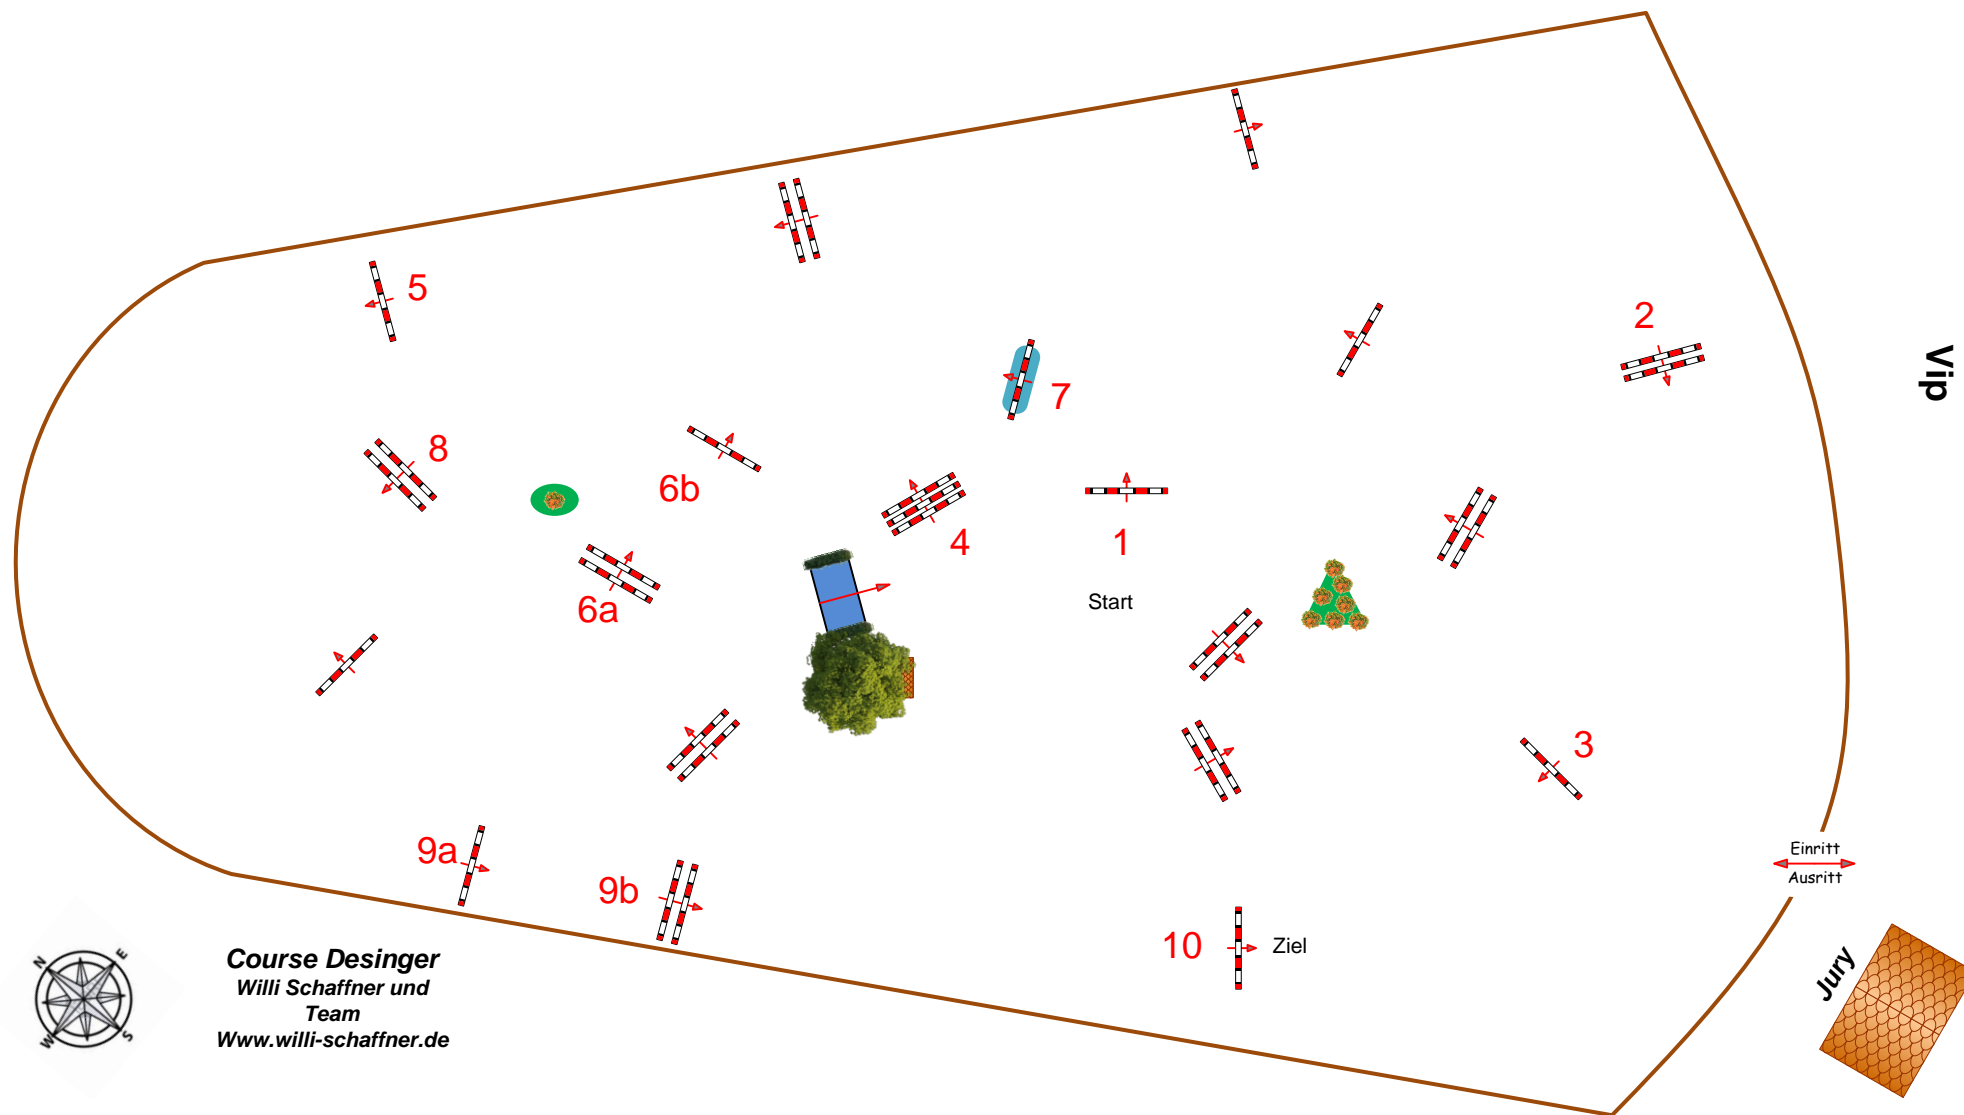 5
2
Vip
7
8
6b
4
1
6a
Start
3
9a
Einritt
Ausritt
9b
10
Ziel
Jury
N
E
W
S
Course Desinger
Willi Schaffner und
Team
Www.willi-schaffner.de